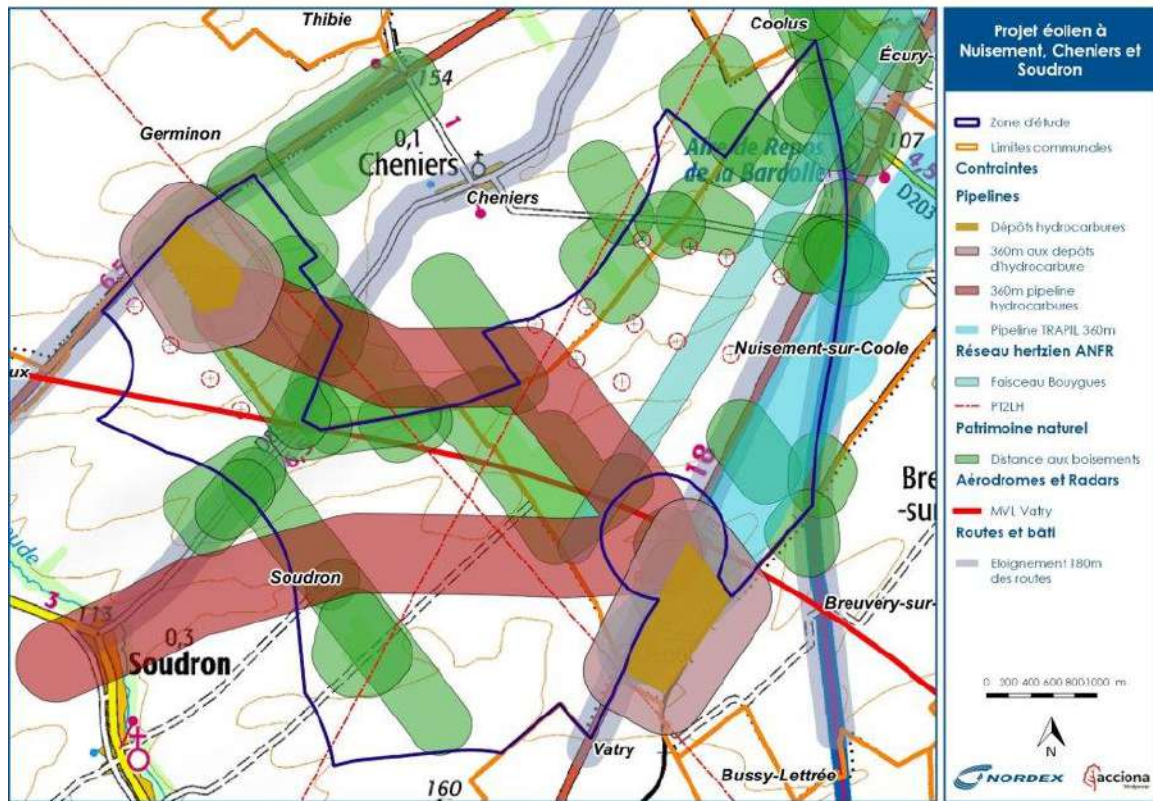 Thibie
Coolus
Écury-
154
107
Germinon
0,1
1
Cheniers
Cheniers
Aire de Repos
de la Bardolle
4,5
D203
6,5
Nuisement-sur-Coole
ux
18
Bre
-su
Soudron
Breuvery-sur-
3
113
0,3
Soudron
Vatry
160
Bussy-Lettrée
Projet éolien à
Nuisement, Cheniers et
Soudron
Zone d'étude
Limites communales
Contraintes
Pipelines
Dépôts hydrocarbures
360m aux depôts
d'hydrocarbure
360m pipeline
hydrocarbures
Pipeline TRAPIL 360m
Réseau hertzien ANFR
Faisceau Bouygues
PT2LH
Patrimoine naturel
Distance aux boisements
Aérodromes et Radars
MVL Vatry
Routes et bâti
Eloignement 180m
des routes
0 200 400 600 800 1000 m
N
NORDEX
acciona